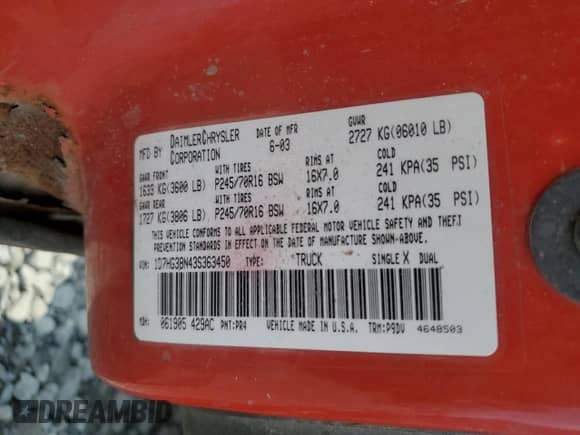 MFD BY DAIMLERCHRYSLER CORPORATION DATE OF MFR 6-03 GVWR 2727 KG(06010 LB)
GAWR FRONT WITH TIRES RIMS AT COLD
1635 KG(3600 LB) P245/70R16 BSW 16X7.0 241 KPA(35 PSI)
GAWR REAR WITH TIRES RIMS AT COLD
1727 KG(3806 LB) P245/70R16 BSW 16X7.0 241 KPA(35 PSI)
THIS VEHICLE CONFORMS TO ALL APPLICABLE FEDERAL MOTOR VEHICLE SAFETY AND THEFT
PREVENTION STANDARDS IN EFFECT ON THE DATE OF MANUFACTURE SHOWN ABOVE.
VIN: 1D7HG38N43S363450 TYPE: TRUCK SINGLE X DUAL
MDH: 061905 429AC PNT:PR4 VEHICLE MADE IN U.S.A. TRM:P9DV 4648503
DREAMBID